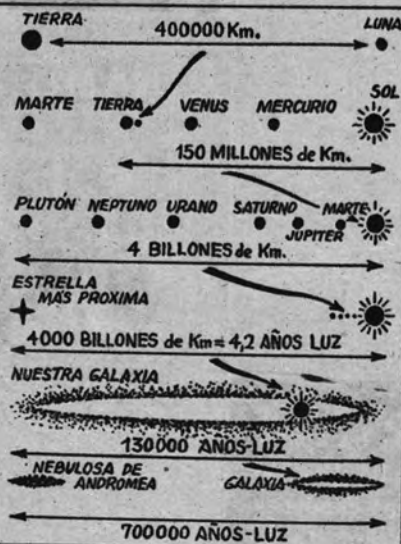 TIERRA
LUNA
400000 Km.
MARTE TIERRA VENUS MERCURIO SOL
150 MILLONES de Km.
PLUTÓN NEPTUNO URANO SATURNO JÚPITER MARTE
4 BILLONES de Km.
ESTRELLA
MÁS PROXIMA
4000 BILLONES de Km = 4,2 AÑOS LUZ
NUESTRA GALAXIA
130000 AÑOS-LUZ
NEBULOSA DE
ANDROMEA
GALAXIA
700000 AÑOS-LUZ